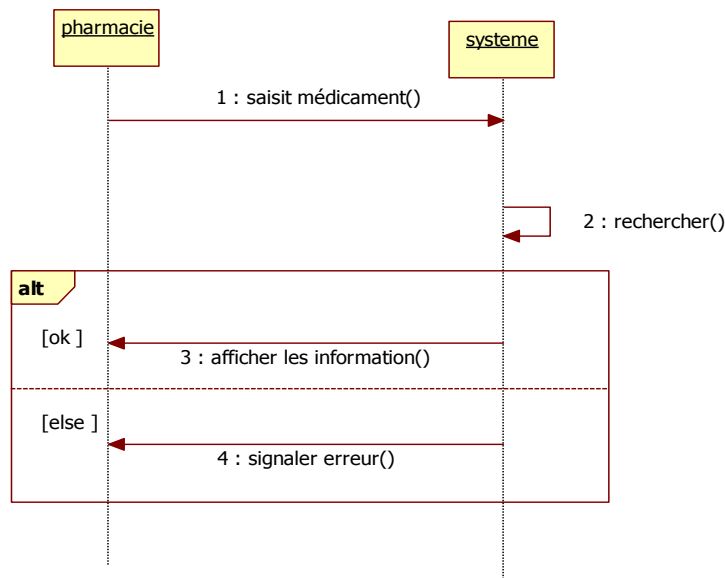 pharmacie
systeme
1 : saisit médicament()
2 : rechercher()
alt
[ok ]
3 : afficher les information()
[else ]
4 : signaler erreur()